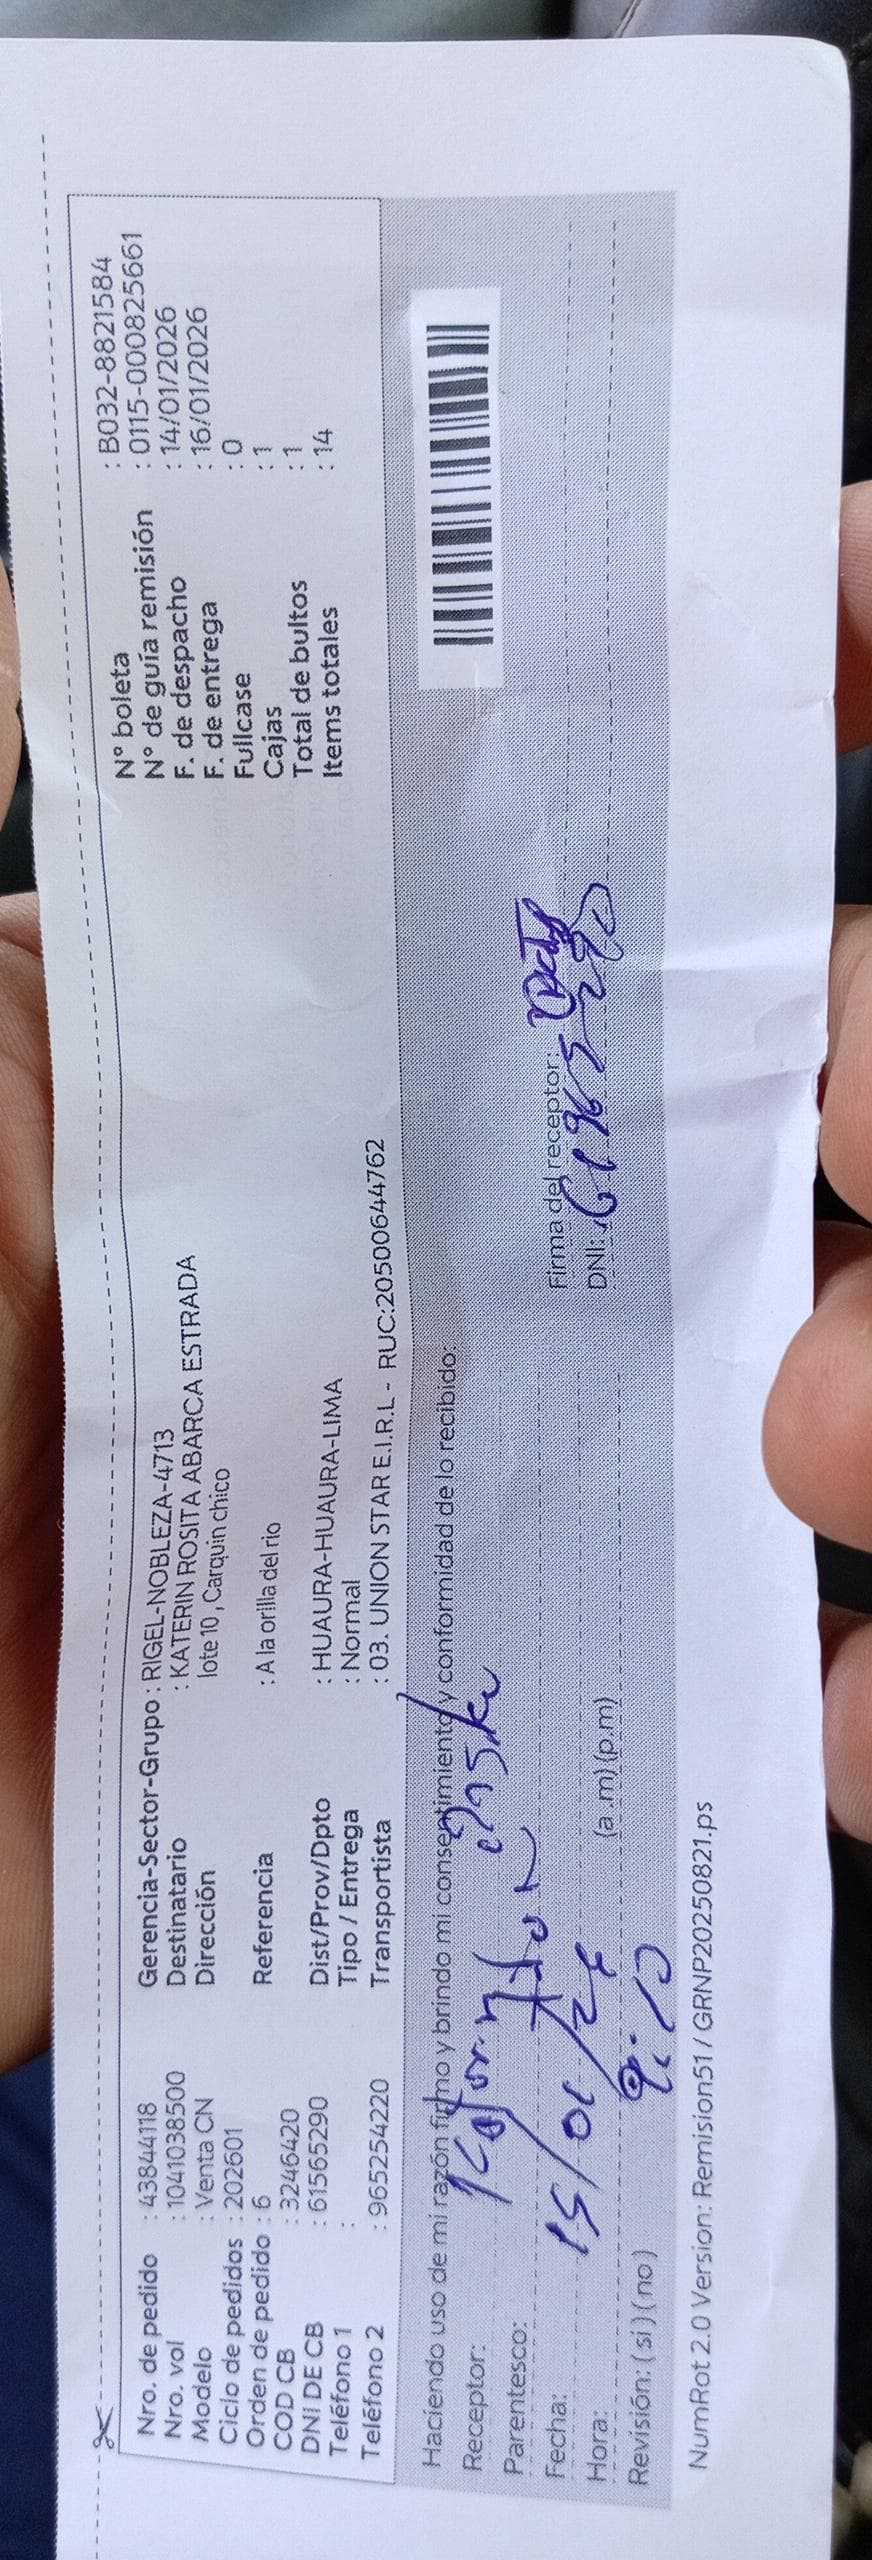 Nro. de pedido : 43844118
Nro. vol : 1041038500
Modelo : Venta CN
Ciclo de pedidos : 202601
Orden de pedido : 6
COD CB : 3246420
DNI DE CB : 61565290
Teléfono 1 :
Teléfono 2 : 965254220
Gerencia-Sector-Grupo : RIGEL-NOBLEZA-4713
Destinatario : KATERIN ROSITA ABARCA ESTRADA
Dirección lote 10 , Carquin chico
Referencia : A la orilla del rio
Dist/Prov/Dpto : HUAURA-HUAURA-LIMA
Tipo / Entrega : Normal
Transportista : 03. UNION STAR E.I.R.L - RUC:20500644762
N° boleta : B032-8821584
N° de guía remisión : 0115-000825661
F. de despacho : 14/01/2026
F. de entrega : 16/01/2026
Fullcase : 0
Cajas : 1
Total de bultos : 1
Items totales : 14
Haciendo uso de mi razón firmo y brindo mi consentimiento y conformidad de lo recibido:
Receptor:
Parentesco:
Firma del receptor:
Fecha: 15/01/26
DNI:
Hora: (a .m) (p.m)
Revisión: ( si ) ( no )
NumRot 2.0 Version: Remision51 / GRNP20250821.ps